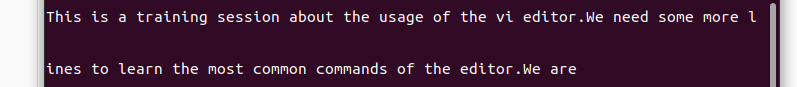 This is a training session about the usage of the vi editor.We need some more l
ines to learn the most common commands of the editor.We are